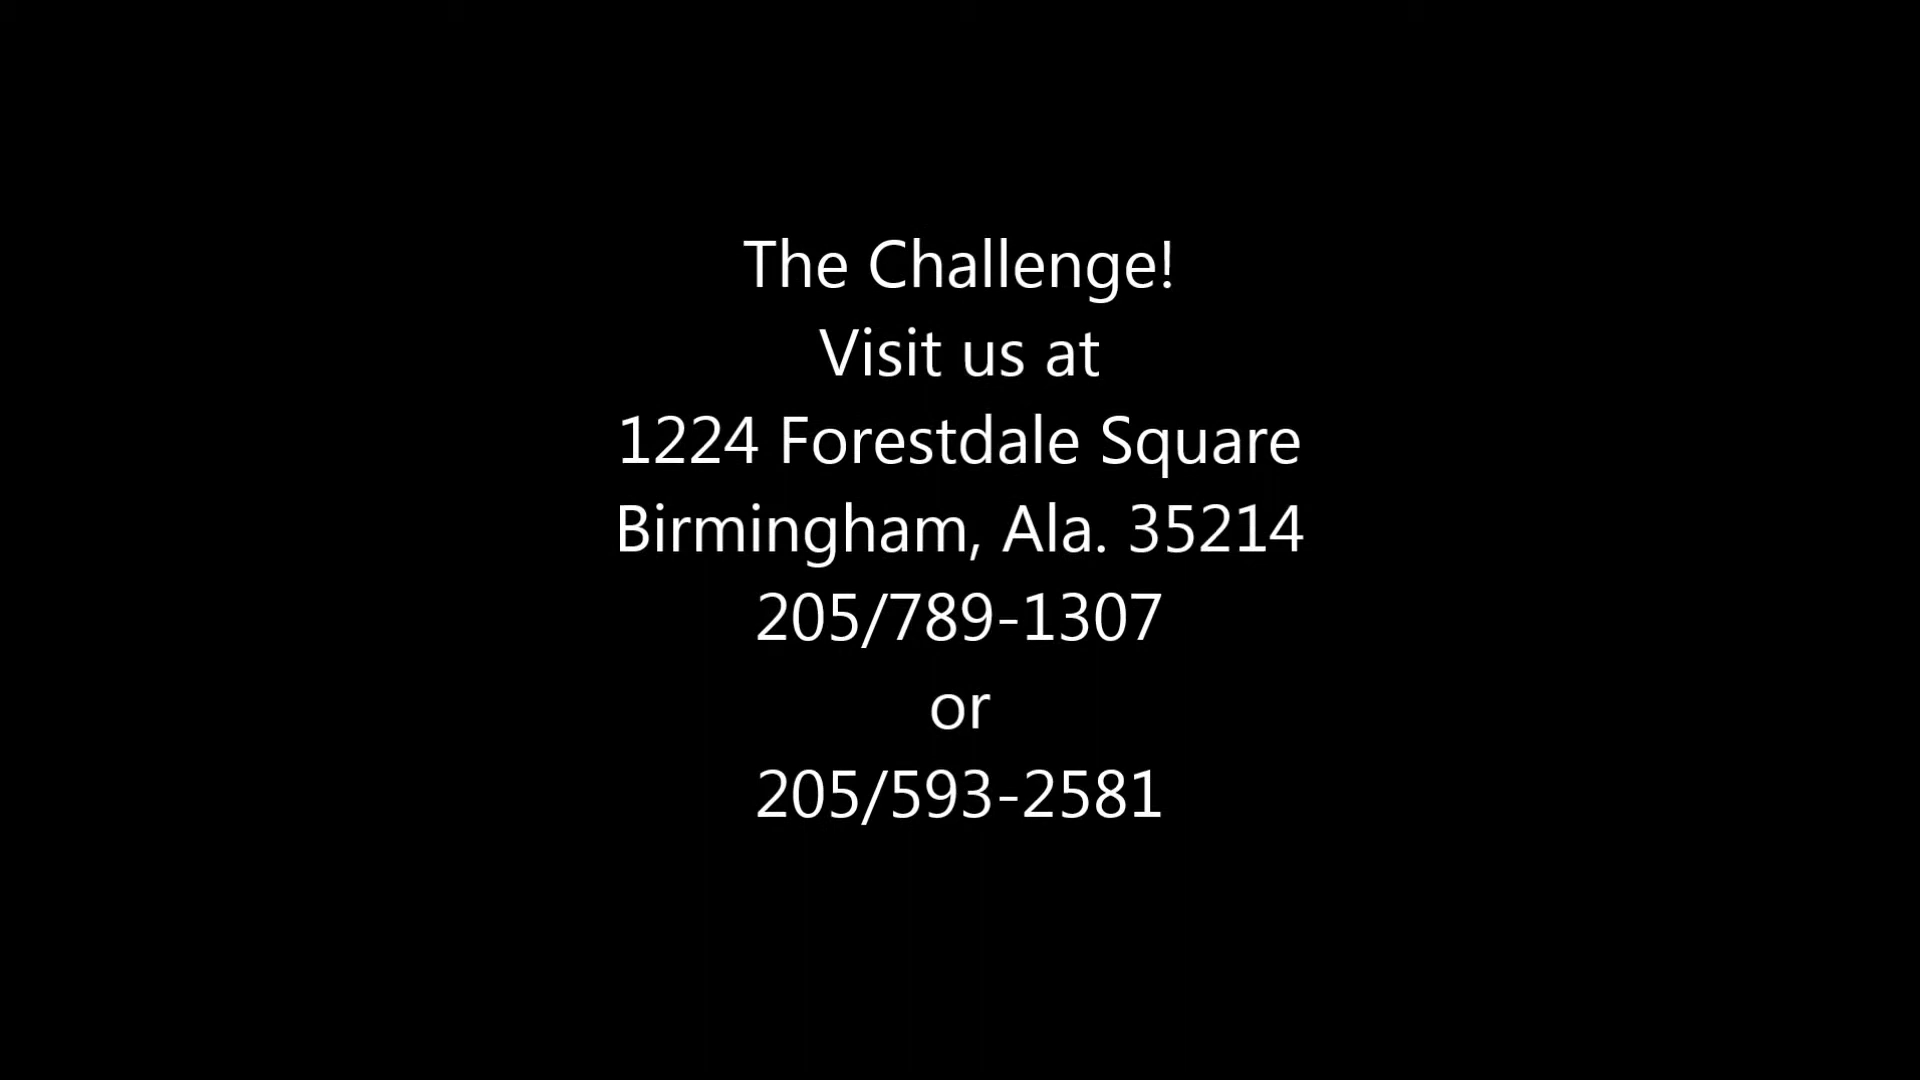 The Challenge!
Visit us at
1224 Forestdale Square
Birmingham, Ala. 35214
205/789-1307
or
205/593-2581